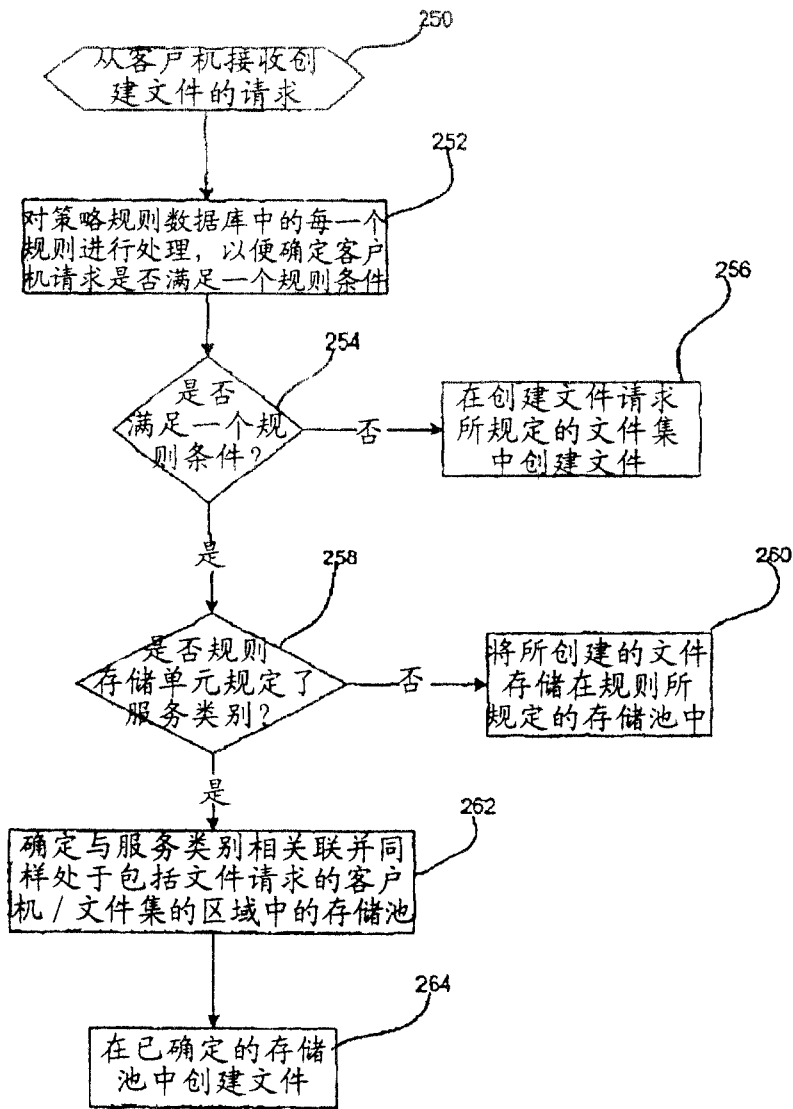 250
从客户机接收创
建文件的请求
252
对策略规则数据库中的每一个
规则进行处理，以便确定客户
机请求是否满足一个规则条件
254
是否
满足一个规
则条件？
否
256
在创建文件请求
所规定的文件集
中创建文件
是
258
是否规则
存储单元规定了
服务类别？
否
260
将所创建的文件
存储在规则所
规定的存储池中
是
262
确定与服务类别相关联并同
样处于包括文件请求的客户
机/文件集的区域中的存储池
264
在已确定的存储
池中创建文件